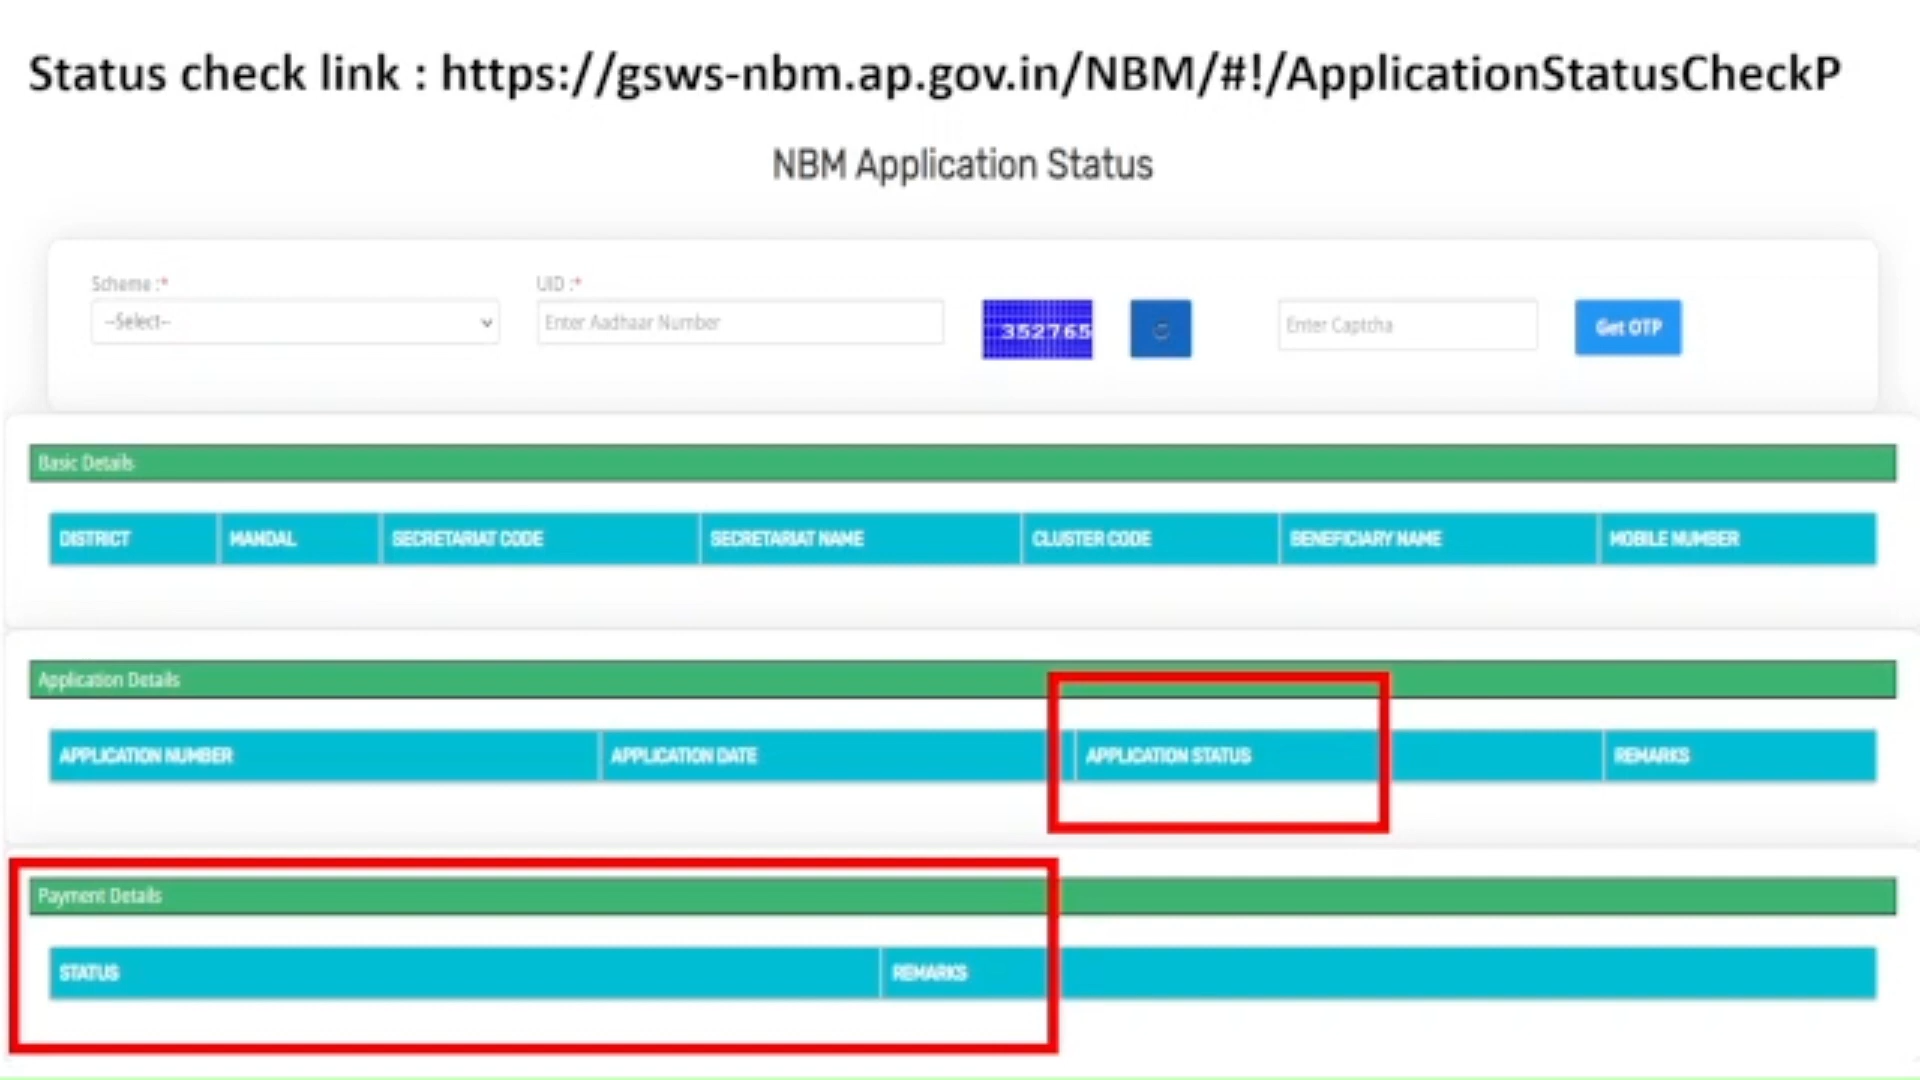 Status check link : https://gsws-nbm.ap.gov.in/NBM/#!/ApplicationStatusCheckP
NBM Application Status
Scheme :* UID :*
--Select-- Enter Aadhaar Number 352765 Enter Captcha Get OTP
Basic Details
DISTRICT MANDAL SECRETARIAT CODE SECRETARIAT NAME CLUSTER CODE BENEFICIARY NAME MOBILE NUMBER
Application Details
APPLICATION NUMBER APPLICATION DATE APPLICATION STATUS REMARKS
Payment Details
STATUS REMARKS